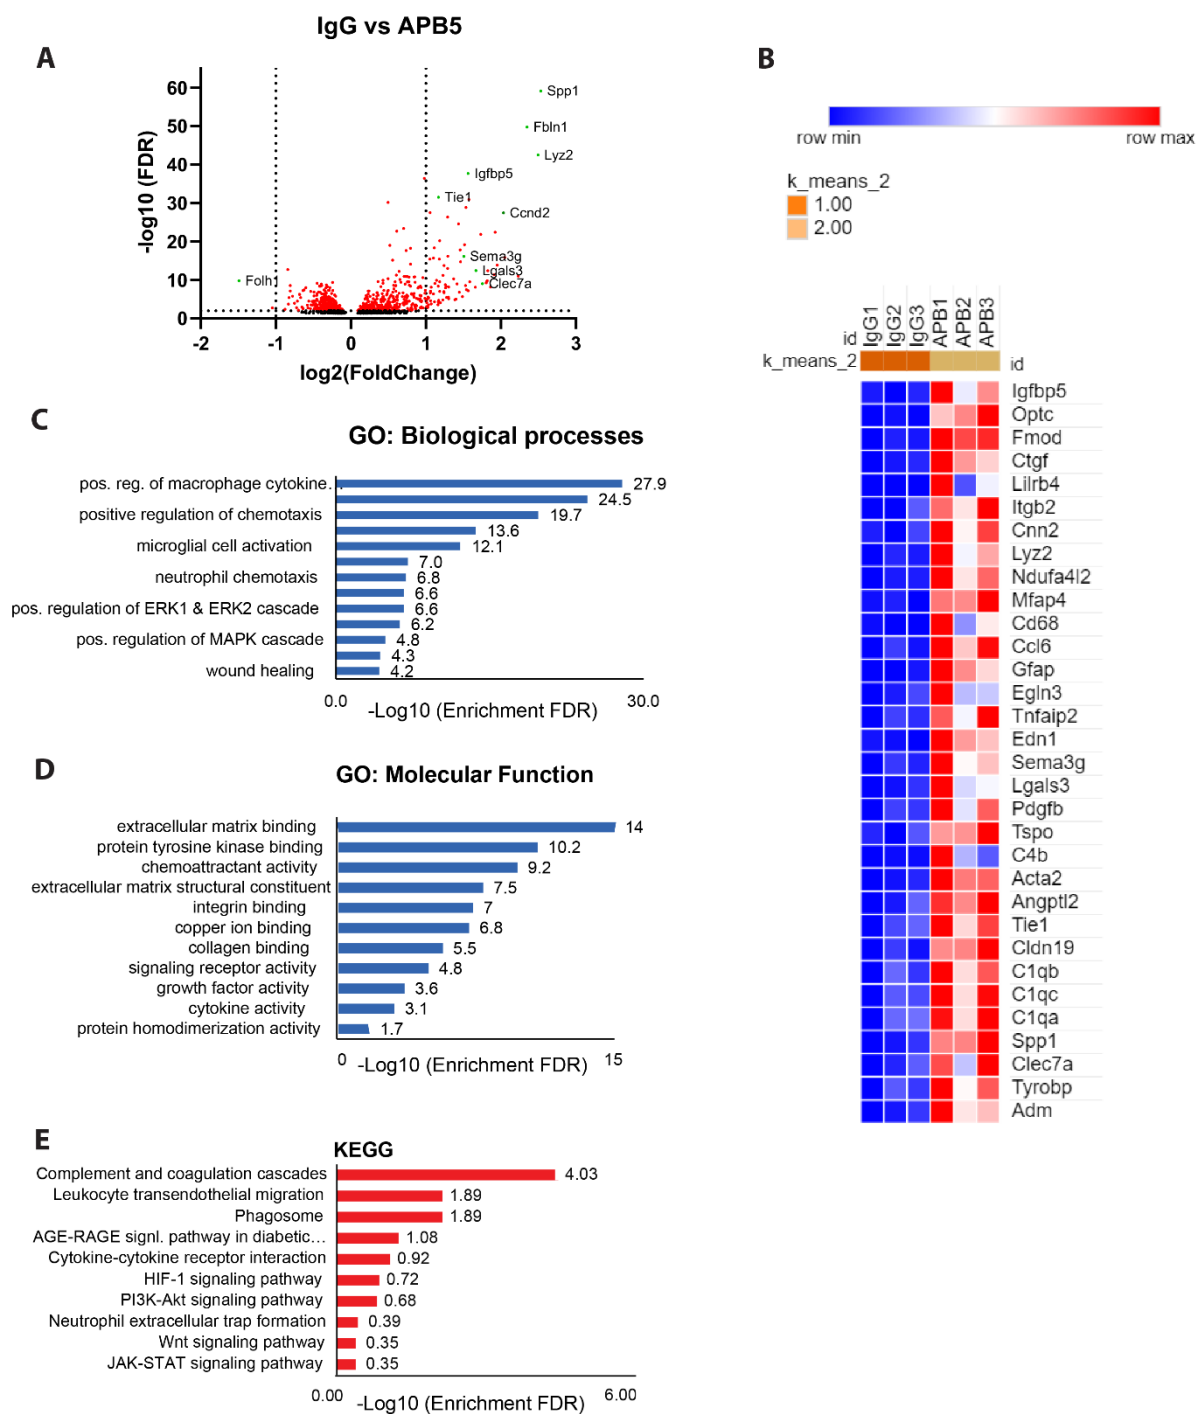 IgG vs APB5
A
-log10 (FDR)
60
50
40
30
20
10
0
-2
-1
0
1
2
3
log2(FoldChange)
Spp1
Fbln1
Lyz2
Igfbp5
Tie1
Ccnd2
Sema3g
Lgals3
Clec7a
Folh1
B
row min
row max
k_means_2
1.00
2.00
id
IgG1
IgG2
IgG3
APB1
APB2
APB3
k_means_2
id
Igfbp5
Optc
Fmod
Ctgf
Lilrb4
Itgb2
Cnn2
Lyz2
Ndufa4l2
Mfap4
Cd68
Ccl6
Gfap
Egln3
Tnfaip2
Edn1
Sema3g
Lgals3
Pdgfb
Tspo
C4b
Acta2
Angptl2
Tie1
Cldn19
C1qb
C1qc
C1qa
Spp1
Clec7a
Tyrobp
Adm
C
GO: Biological processes
pos. reg. of macrophage cytokine... 27.9
24.5
positive regulation of chemotaxis 19.7
13.6
microglial cell activation 12.1
7.0
neutrophil chemotaxis 6.8
6.6
pos. regulation of ERK1 & ERK2 cascade 6.6
6.2
pos. regulation of MAPK cascade 4.8
4.3
wound healing 4.2
0.0
30.0
-Log10 (Enrichment FDR)
D
GO: Molecular Function
extracellular matrix binding 14
protein tyrosine kinase binding 10.2
chemoattractant activity 9.2
extracellular matrix structural constituent 7.5
integrin binding 7
copper ion binding 6.8
collagen binding 5.5
signaling receptor activity 4.8
growth factor activity 3.6
cytokine activity 3.1
protein homodimerization activity 1.7
0
-Log10 (Enrichment FDR)
15
E
KEGG
Complement and coagulation cascades 4.03
Leukocyte transendothelial migration 1.89
Phagosome 1.89
AGE-RAGE signl. pathway in diabetic... 1.08
Cytokine-cytokine receptor interaction 0.92
HIF-1 signaling pathway 0.72
PI3K-Akt signaling pathway 0.68
Neutrophil extracellular trap formation 0.39
Wnt signaling pathway 0.35
JAK-STAT signaling pathway 0.35
0.00
-Log10 (Enrichment FDR)
6.00